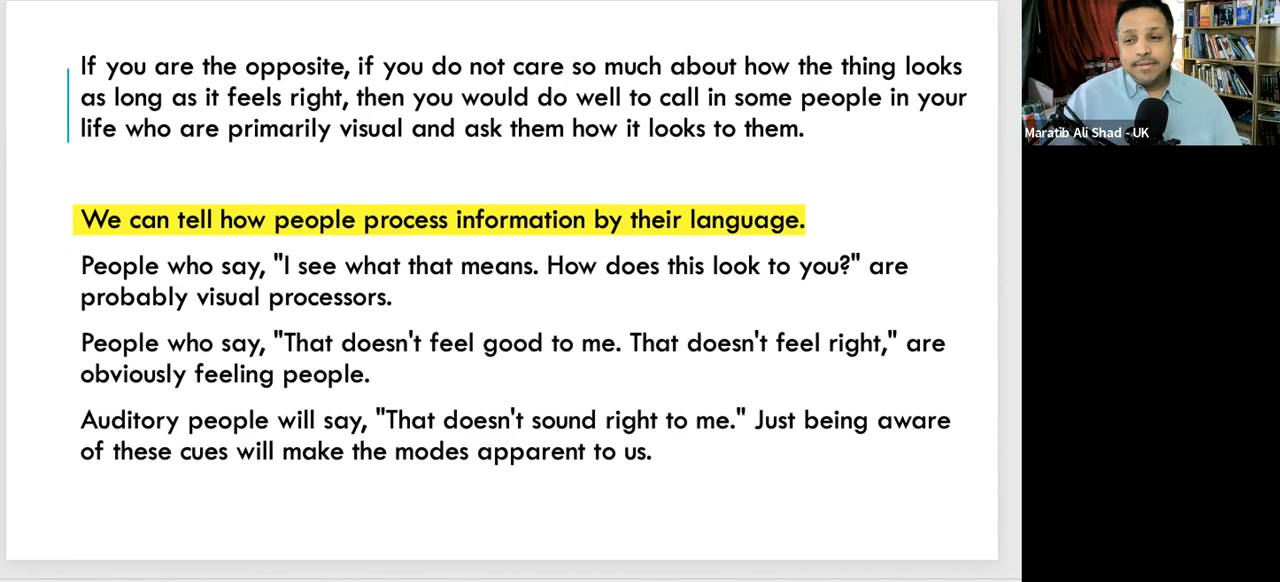 If you are the opposite, if you do not care so much about how the thing looks
as long as it feels right, then you would do well to call in some people in your
life who are primarily visual and ask them how it looks to them.
We can tell how people process information by their language.
People who say, "I see what that means. How does this look to you?" are
probably visual processors.
People who say, "That doesn't feel good to me. That doesn't feel right," are
obviously feeling people.
Auditory people will say, "That doesn't sound right to me." Just being aware
of these cues will make the modes apparent to us.
Maratib Ali Shad - UK